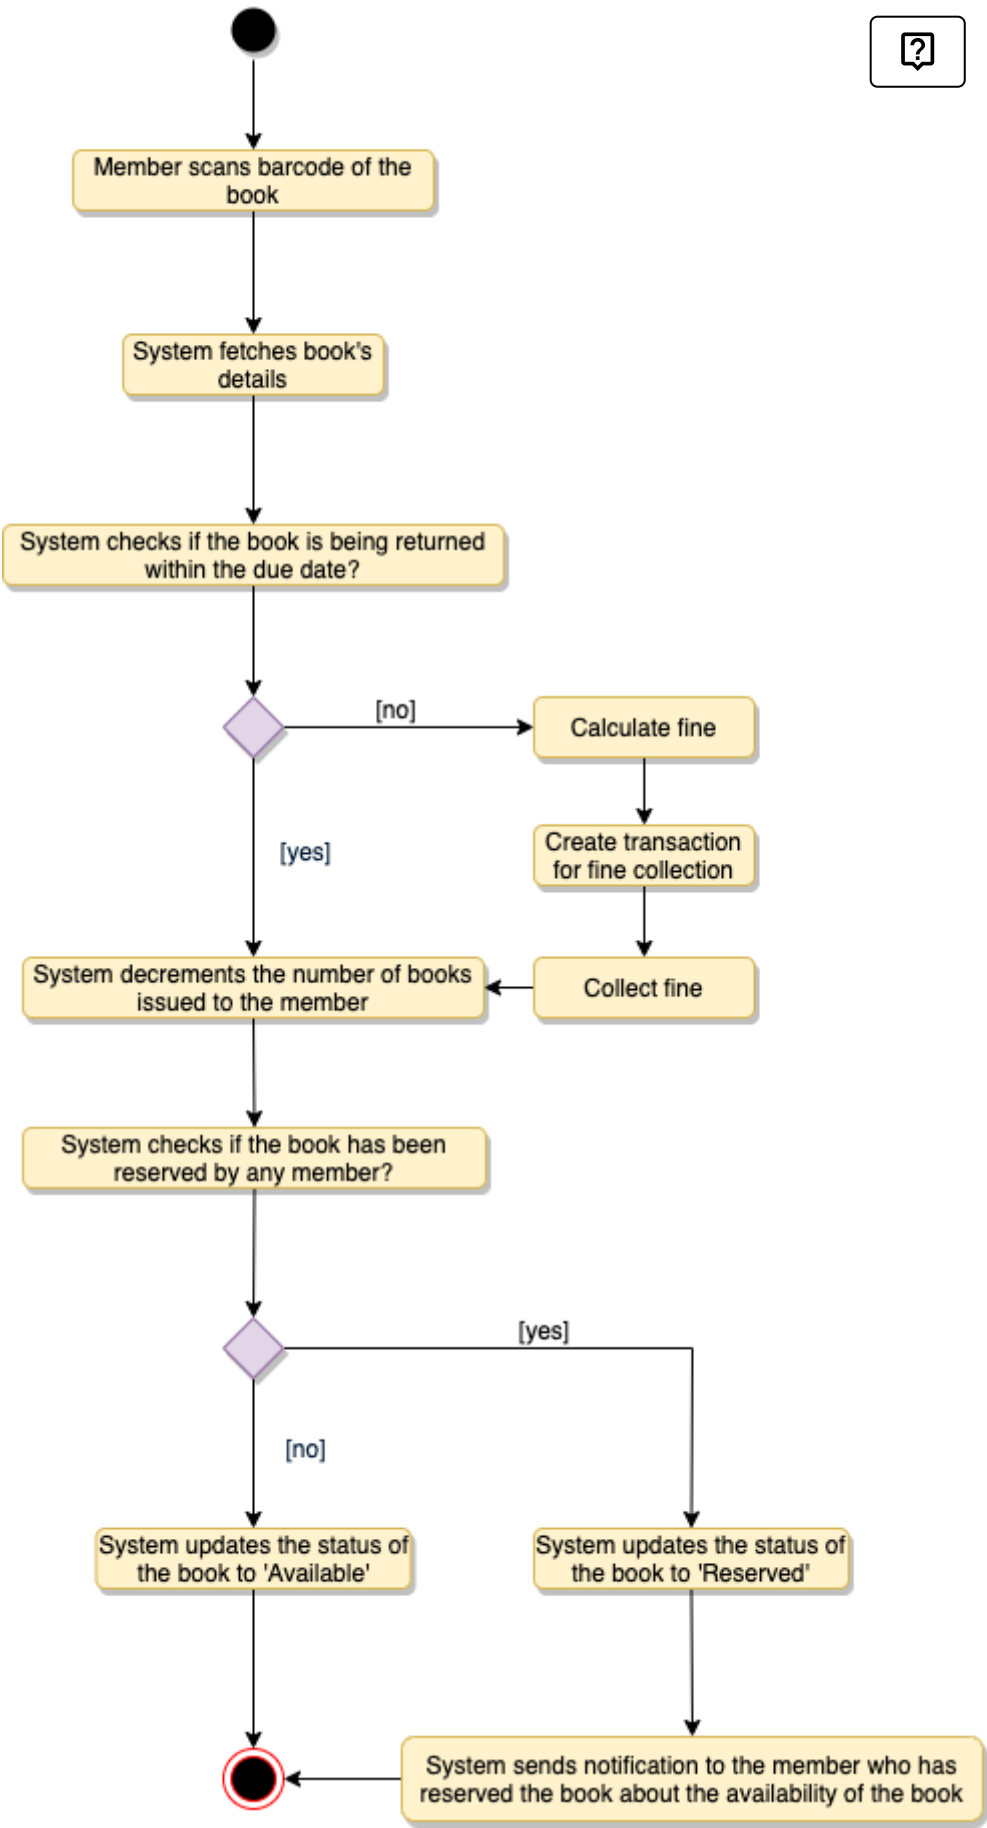 ?
Member scans barcode of the
book
System fetches book's
details
System checks if the book is being returned
within the due date?
[no]
Calculate fine
[yes]
Create transaction
for fine collection
System decrements the number of books
issued to the member
Collect fine
System checks if the book has been
reserved by any member?
[yes]
[no]
System updates the status of
the book to 'Available'
System updates the status of
the book to 'Reserved'
System sends notification to the member who has
reserved the book about the availability of the book